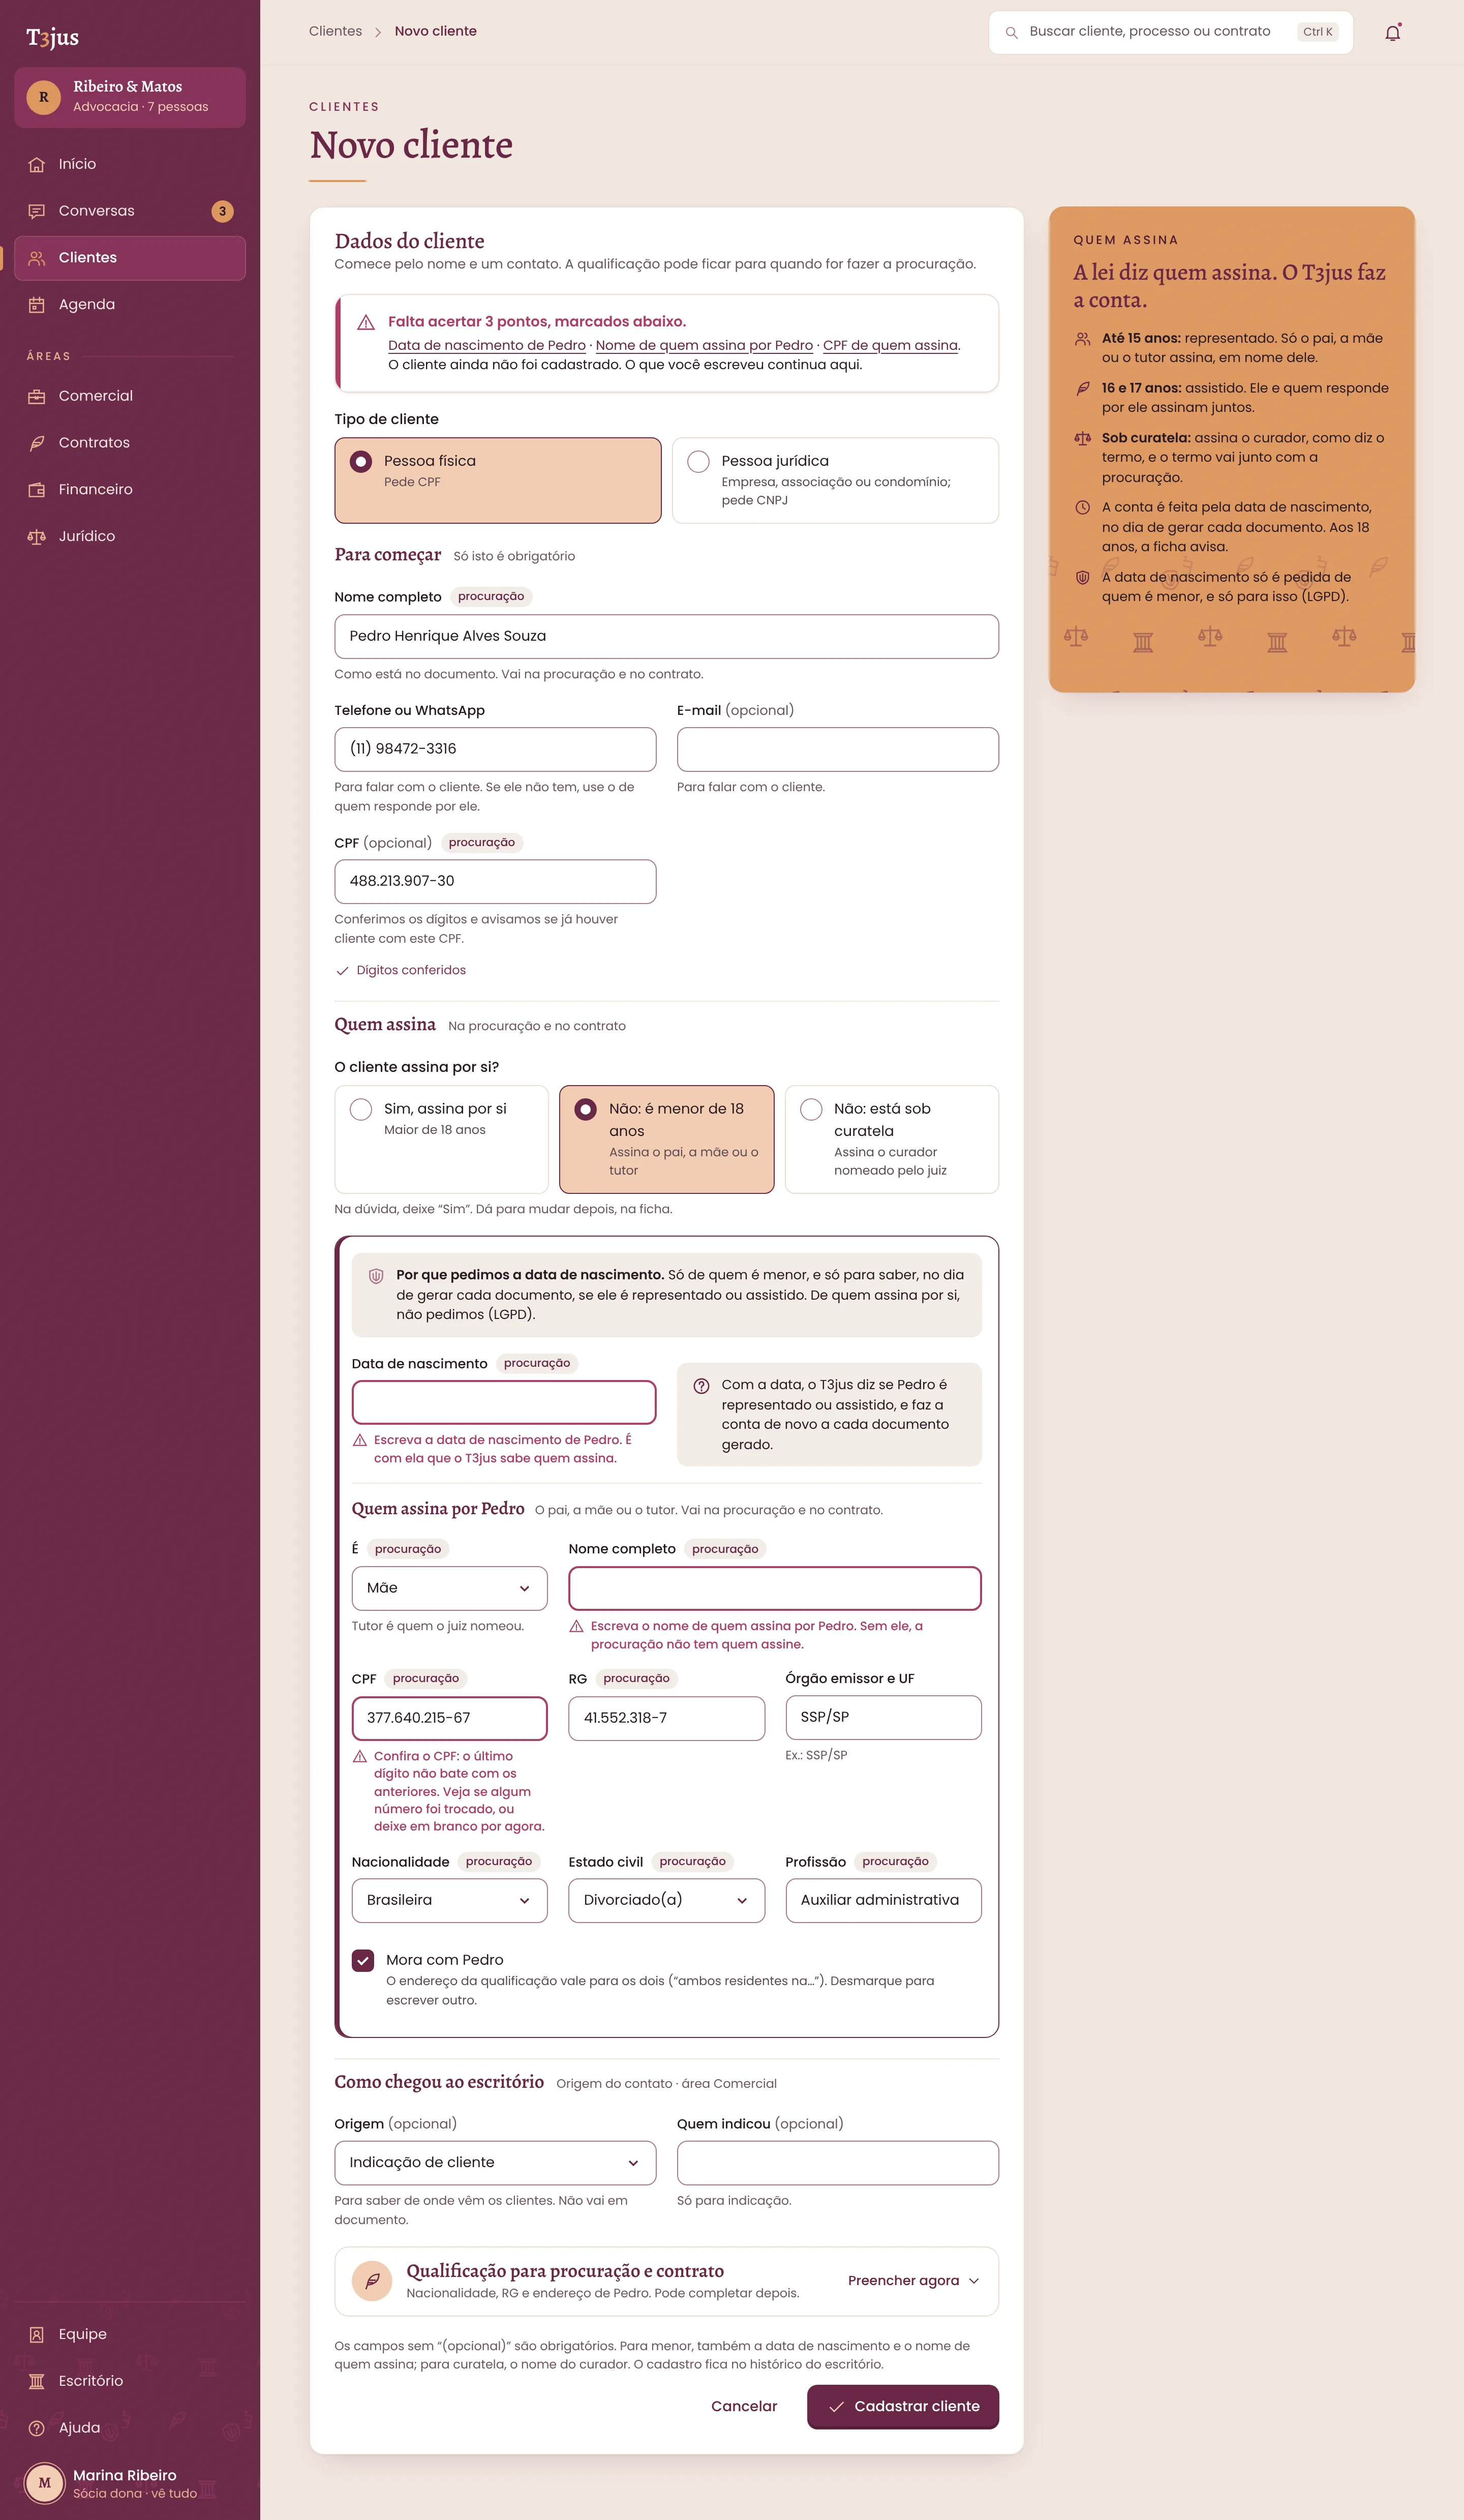 T3jus
R
Ribeiro & Matos
Advocacia · 7 pessoas
Início
Conversas
3
Clientes
Agenda
ÁREAS
Comercial
Contratos
Financeiro
Jurídico
Equipe
Escritório
Ajuda
M
Marina Ribeiro
Sócia dona · vê tudo
Clientes
Novo cliente
Buscar cliente, processo ou contrato
Ctrl K
CLIENTES
Novo cliente
Dados do cliente
Comece pelo nome e um contato. A qualificação pode ficar para quando for fazer a procuração.
Falta acertar 3 pontos, marcados abaixo.
Data de nascimento de Pedro · Nome de quem assina por Pedro · CPF de quem assina.
O cliente ainda não foi cadastrado. O que você escreveu continua aqui.
Tipo de cliente
Pessoa física
Pede CPF
Pessoa jurídica
Empresa, associação ou condomínio;
pede CNPJ
Para começar Só isto é obrigatório
Nome completo procuração
Pedro Henrique Alves Souza
Como está no documento. Vai na procuração e no contrato.
Telefone ou WhatsApp
(11) 98472-3316
Para falar com o cliente. Se ele não tem, use o de
quem responde por ele.
E-mail (opcional)
Para falar com o cliente.
CPF (opcional) procuração
488.213.907-30
Conferimos os dígitos e avisamos se já houver
cliente com este CPF.
Dígitos conferidos
Quem assina Na procuração e no contrato
O cliente assina por si?
Sim, assina por si
Maior de 18 anos
Não: é menor de 18
anos
Assina o pai, a mãe ou o
tutor
Não: está sob
curatela
Assina o curador
nomeado pelo juiz
Na dúvida, deixe “Sim”. Dá para mudar depois, na ficha.
Por que pedimos a data de nascimento. Só de quem é menor, e só para saber, no dia
de gerar cada documento, se ele é representado ou assistido. De quem assina por si,
não pedimos (LGPD).
Data de nascimento procuração
Escreva a data de nascimento de Pedro. É
com ela que o T3jus sabe quem assina.
Com a data, o T3jus diz se Pedro é
representado ou assistido, e faz a
conta de novo a cada documento
gerado.
Quem assina por Pedro O pai, a mãe ou o tutor. Vai na procuração e no contrato.
É procuração
Mãe
Tutor é quem o juiz nomeou.
Nome completo procuração
Escreva o nome de quem assina por Pedro. Sem ele, a
procuração não tem quem assine.
CPF procuração
377.640.215-67
Confira o CPF: o último
dígito não bate com os
anteriores. Veja se algum
número foi trocado, ou
deixe em branco por agora.
RG procuração
41.552.318-7
Órgão emissor e UF
SSP/SP
Ex.: SSP/SP
Nacionalidade procuração
Brasileira
Estado civil procuração
Divorciado(a)
Profissão procuração
Auxiliar administrativa
Mora com Pedro
O endereço da qualificação vale para os dois (“ambos residentes na…”). Desmarque para
escrever outro.
Como chegou ao escritório Origem do contato · área Comercial
Origem (opcional)
Indicação de cliente
Para saber de onde vêm os clientes. Não vai em
documento.
Quem indicou (opcional)
Só para indicação.
Qualificação para procuração e contrato
Nacionalidade, RG e endereço de Pedro. Pode completar depois.
Preencher agora
Os campos sem “(opcional)” são obrigatórios. Para menor, também a data de nascimento e o nome de
quem assina; para curatela, o nome do curador. O cadastro fica no histórico do escritório.
Cancelar
Cadastrar cliente
QUEM ASSINA
A lei diz quem assina. O T3jus faz
a conta.
Até 15 anos: representado. Só o pai, a mãe
ou o tutor assina, em nome dele.
16 e 17 anos: assistido. Ele e quem responde
por ele assinam juntos.
Sob curatela: assina o curador, como diz o
termo, e o termo vai junto com a
procuração.
A conta é feita pela data de nascimento,
no dia de gerar cada documento. Aos 18
anos, a ficha avisa.
A data de nascimento só é pedida de
quem é menor, e só para isso (LGPD).